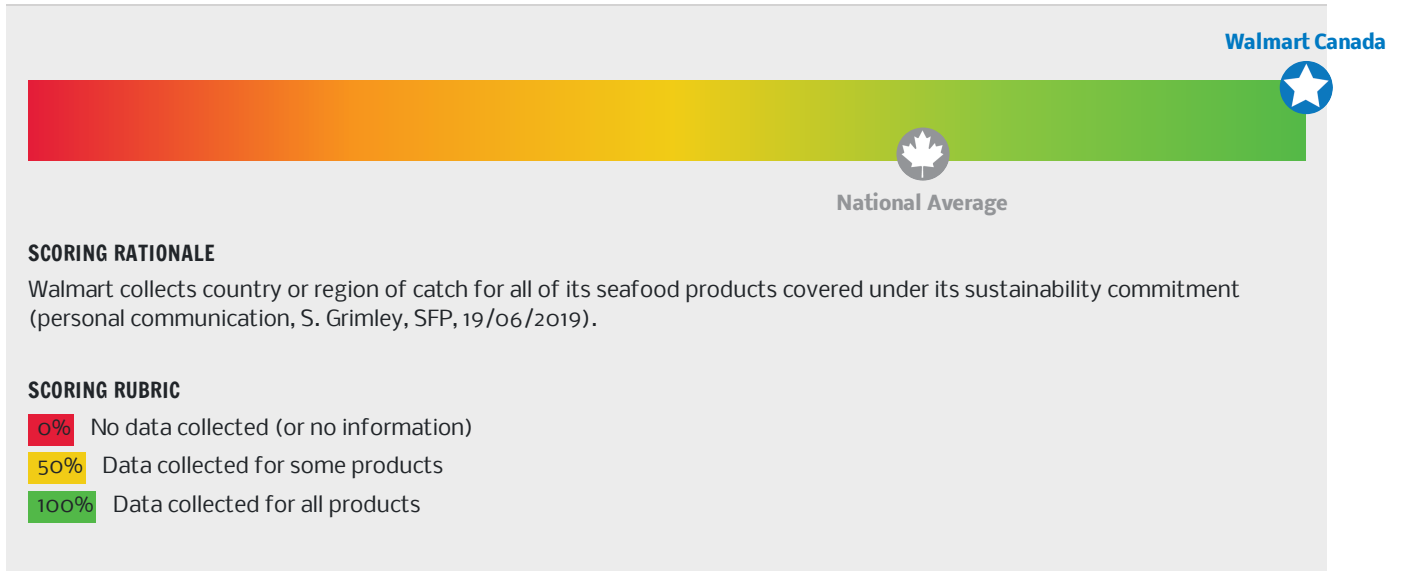 Walmart Canada
National Average
SCORING RATIONALE
Walmart collects country or region of catch for all of its seafood products covered under its sustainability commitment
(personal communication, S. Grimley, SFP, 19/06/2019).
SCORING RUBRIC
0% No data collected (or no information)
50% Data collected for some products
100% Data collected for all products